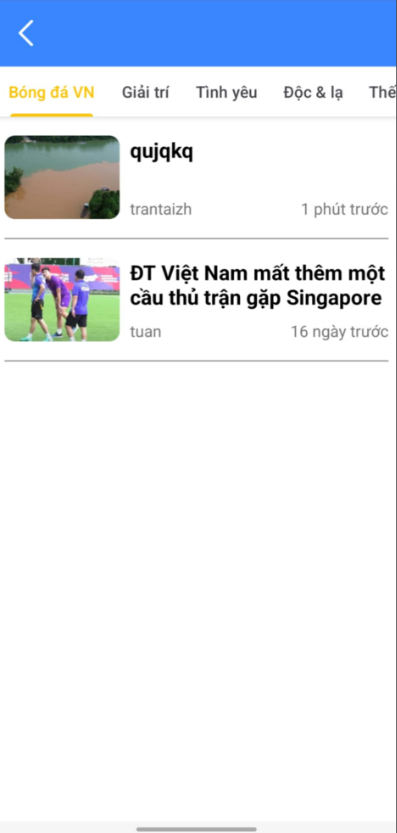 Bóng đá VN Giải trí Tình yêu Độc & lạ Thế
qujqkq
trantaizh 1 phút trước
ĐT Việt Nam mất thêm một
cầu thủ trận gặp Singapore
tuan 16 ngày trước